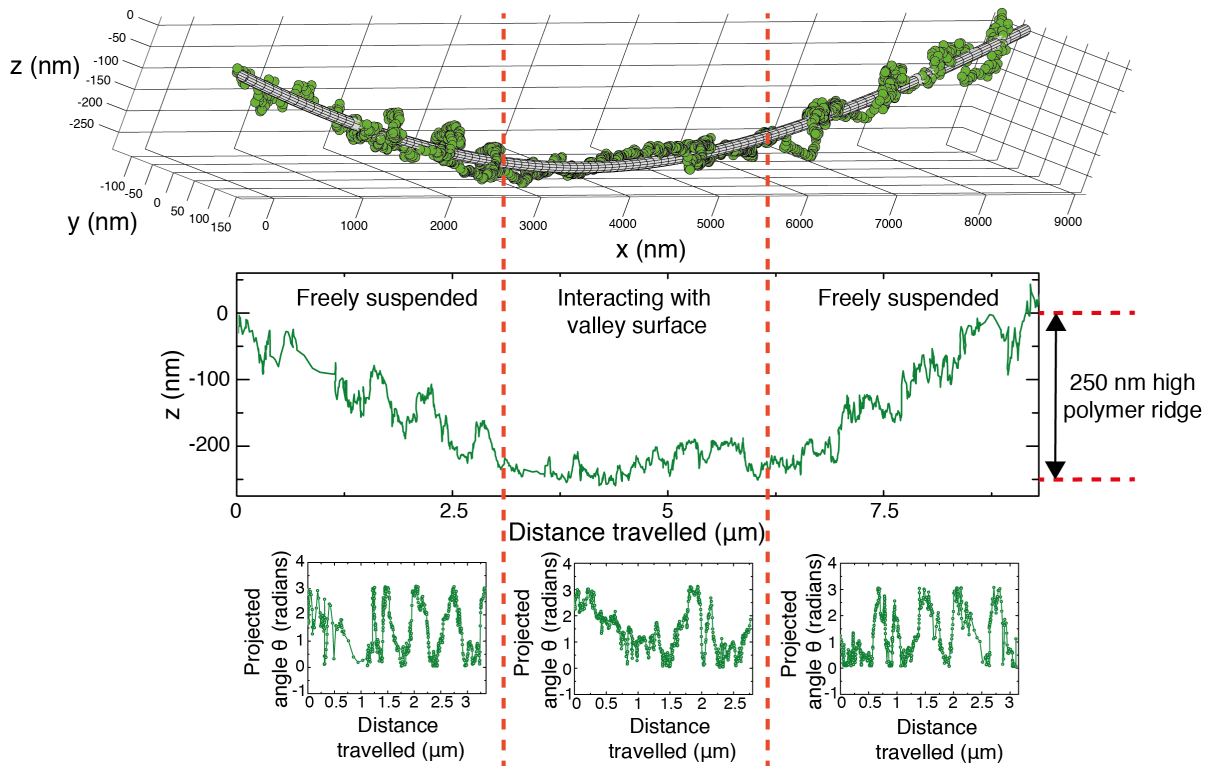 0
-50
-100
-150
-200
-250
z (nm)
-100
-50
0
50
100
150
y (nm)
0
1000
2000
3000
4000
5000
6000
7000
8000
9000
x (nm)
Freely suspended
Interacting with
valley surface
Freely suspended
0
-100
-200
z (nm)
250 nm high
polymer ridge
0
2.5
5
7.5
Distance travelled (µm)
4
3
2
1
0
-1
Projected
angle θ (radians)
0 0.5 1 1.5 2 2.5 3
Distance
travelled (µm)
4
3
2
1
0
-1
Projected
angle θ (radians)
0 0.5 1 1.5 2 2.5
Distance
travelled (µm)
4
3
2
1
0
-1
Projected
angle θ (radians)
0 0.5 1 1.5 2 2.5 3
Distance
travelled (µm)